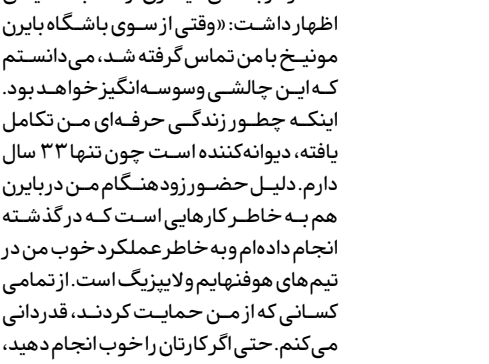 اظهار داشت: «وقتی از سوی باشگاه بایرن
مونیخ با من تماس گرفته شد، می‌دانستم
که این چالشی وسوسه‌انگیز خواهد بود.
اینکه چطور زندگی حرفه‌ای من تکامل
یافته، دیوانه‌کننده است چون تنها ۳۳ سال
دارم. دلیل حضور زودهنگام من در بایرن
هم به خاطر کارهایی است که در گذشته
انجام داده‌ام و به خاطر عملکرد خوب من در
تیم‌های هوفنهایم و لایپزیگ است. از تمامی
کسانی که از من حمایت کردند، قدردانی
می‌کنم. حتی اگر کارتان را خوب انجام دهید،